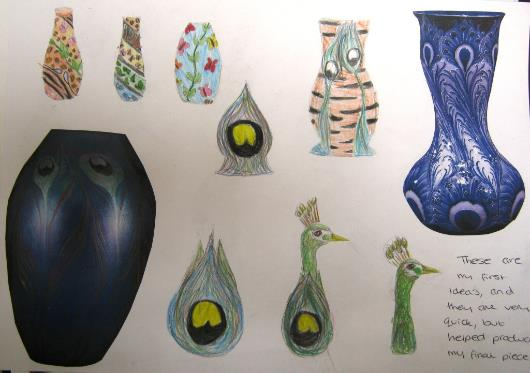 These are
my first
ideas, and
they are very
quick, but
helped produce
my final piece